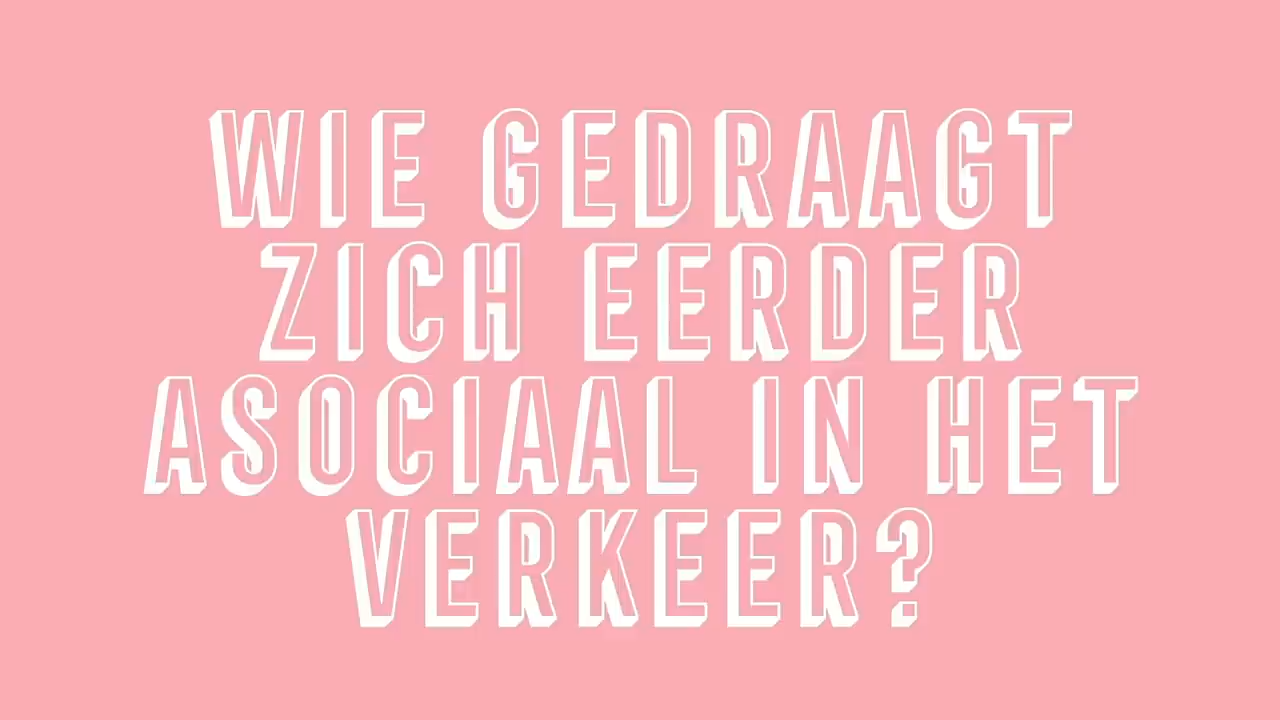 WIE GEDRAAGT
ZICH EERDER
ASOCIAAL IN HET
VERKEER?